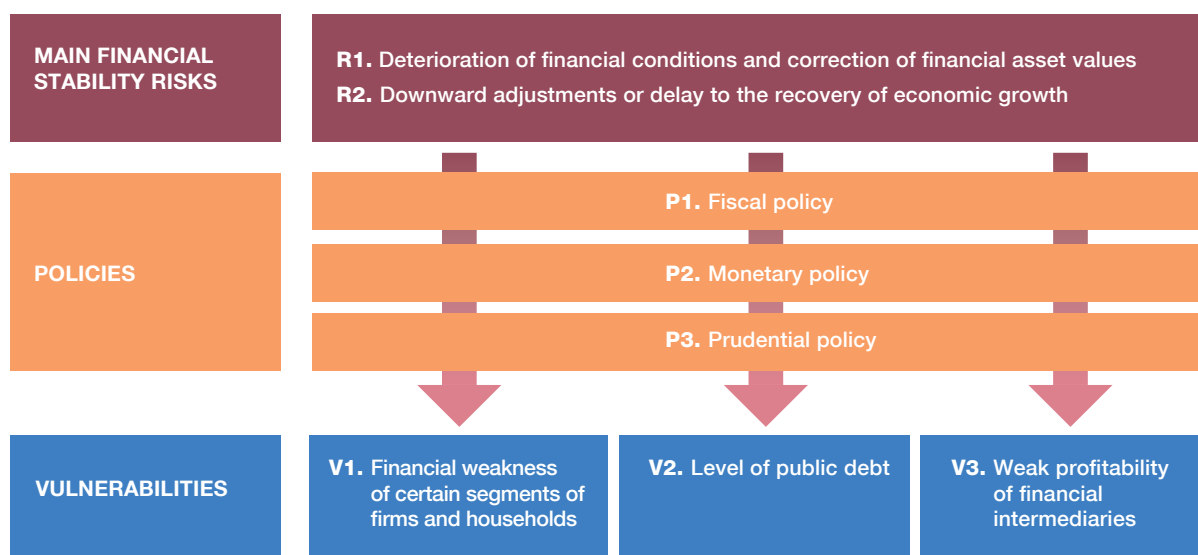 MAIN FINANCIAL
STABILITY RISKS
R1. Deterioration of financial conditions and correction of financial asset values
R2. Downward adjustments or delay to the recovery of economic growth
POLICIES
P1. Fiscal policy
P2. Monetary policy
P3. Prudential policy
VULNERABILITIES
V1. Financial weakness
of certain segments of
firms and households
V2. Level of public debt
V3. Weak profitability
of financial
intermediaries